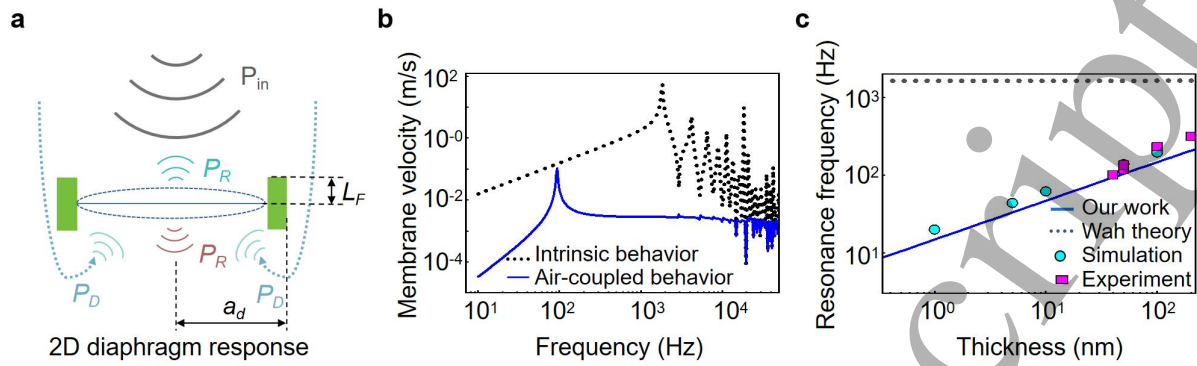 a
P_in
P_R
L_F
P_R
P_D
P_D
a_d
2D diaphragm response
b
Membrane velocity (m/s)
10^2
10^-0
10^-2
10^-4
Intrinsic behavior
Air-coupled behavior
10^1
10^2
10^3
10^4
Frequency (Hz)
c
Resonance frequency (Hz)
10^3
10^2
10^1
Our work
Wah theory
Simulation
Experiment
10^0
10^1
10^2
Thickness (nm)
cript